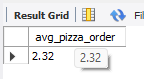 Result Grid
avg_pizza_order
2.32
2.32